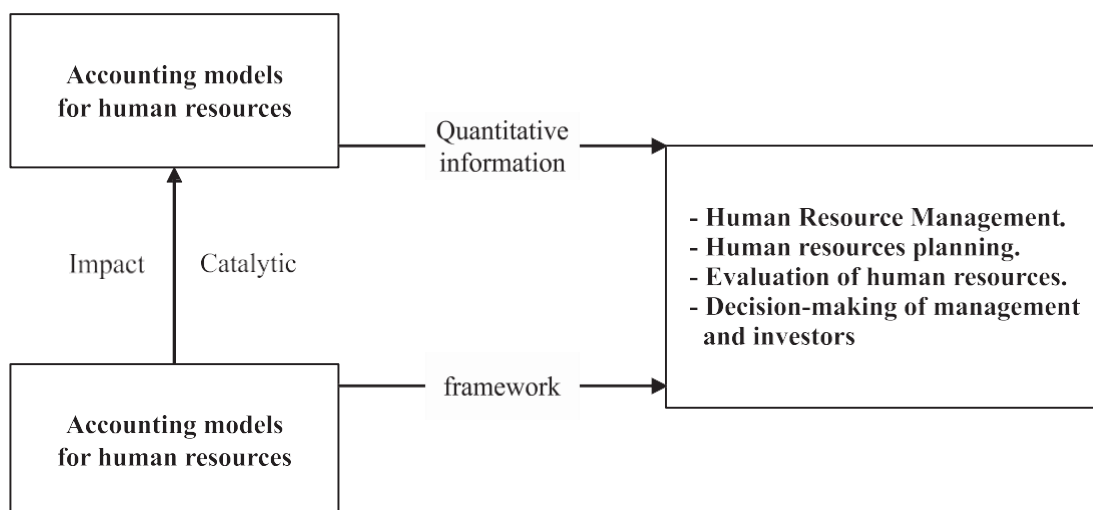 Accounting models
for human resources
Quantitative
information
- Human Resource Management.
- Human resources planning.
- Evaluation of human resources.
- Decision-making of management
and investors
Impact
Catalytic
framework
Accounting models
for human resources